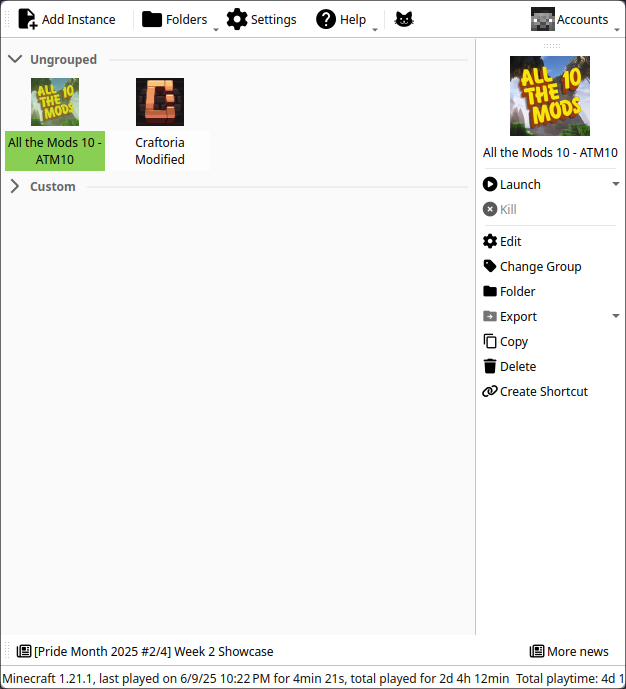 Add Instance Folders Settings Help Accounts
Ungrouped
ALL THE 10 MODS
All the Mods 10 -
ATM10
Craftoria
Modified
Custom
ALL THE 10 MODS
All the Mods 10 - ATM10
Launch
Kill
Edit
Change Group
Folder
Export
Copy
Delete
Create Shortcut
[Pride Month 2025 #2/4] Week 2 Showcase More news
Minecraft 1.21.1, last played on 6/9/25 10:22 PM for 4min 21s, total played for 2d 4h 12min Total playtime: 4d 1